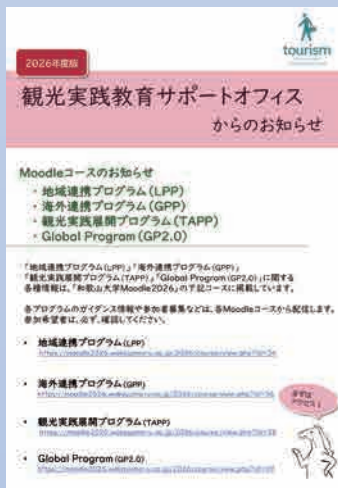 tourism
2026年度版
観光実践教育サポートオフィス
からのお知らせ
Moodleコースのお知らせ
・地域連携プログラム(LPP)
・海外連携プログラム(GPP)
・観光実践展開プログラム(TAPP)
・Global Program(GP2.0)
「地域連携プログラム(LPP)」「海外連携プログラム(GPP)」
「観光実践展開プログラム(TAPP)」「Global Program(GP2.0)」に関する
各種情報は、「和歌山大学Moodle2026」の下記コースに掲載しています。
各プログラムのガイダンス情報や参加者募集などは、各Moodleコースから配信します。
参加希望者は、必ず、確認してください。
• 地域連携プログラム(LPP)
• 海外連携プログラム(GPP)
• 観光実践展開プログラム(TAPP)
• Global Program(GP2.0)
まずは
アクセス!